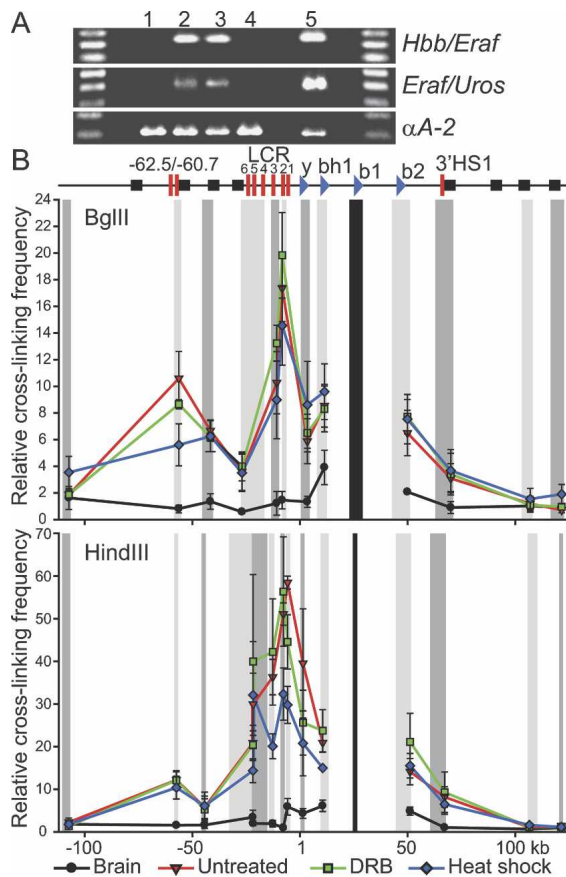 A
1 2 3 4 5
Hbb/Eraf
Eraf/Uros
αA-2
B
-62.5/-60.7 LCR y bh1 b1 b2 3'HS1
6 5 4 3 2 1
BglII
Relative cross-linking frequency
24
22
20
18
16
14
12
10
8
6
4
2
0
HindIII
Relative cross-linking frequency
70
60
50
40
30
20
10
0
-100 -50 1 50 100 kb
Brain Untreated DRB Heat shock